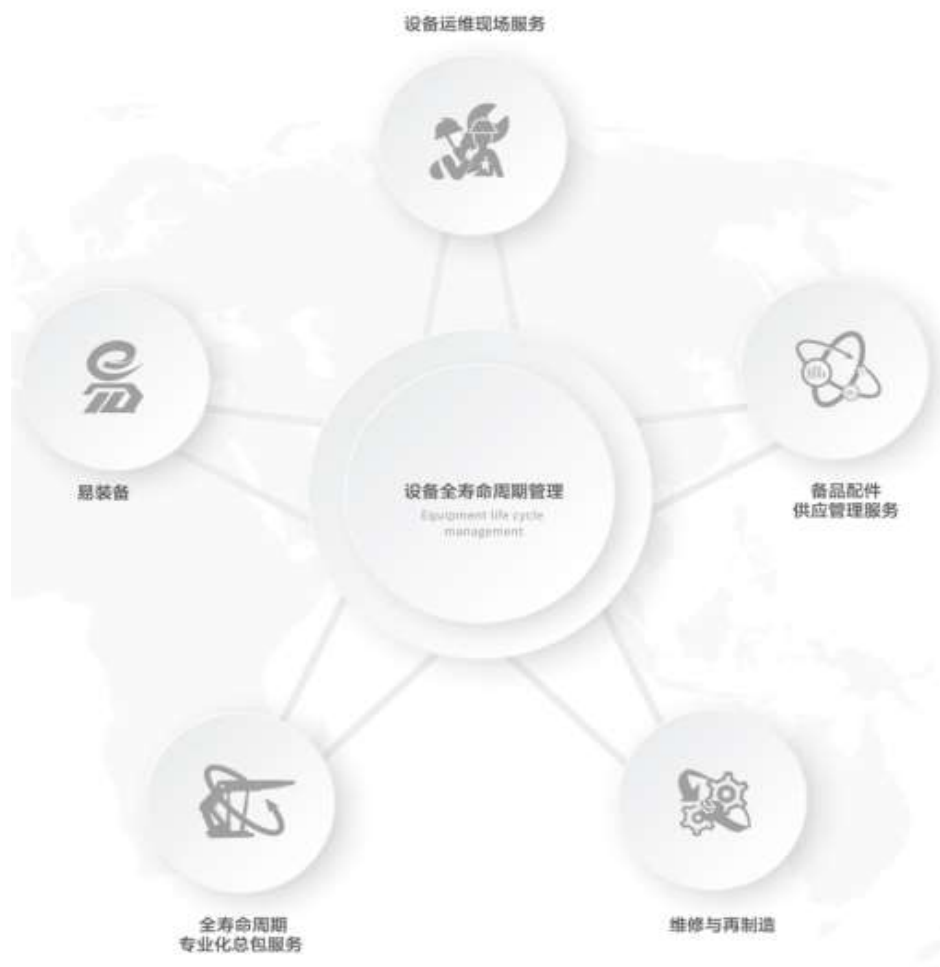 设备运维现场服务
易装备
设备全寿命周期管理
Equipment life cycle
management
备品配件
供应管理服务
全寿命周期
专业化总包服务
维修与再制造